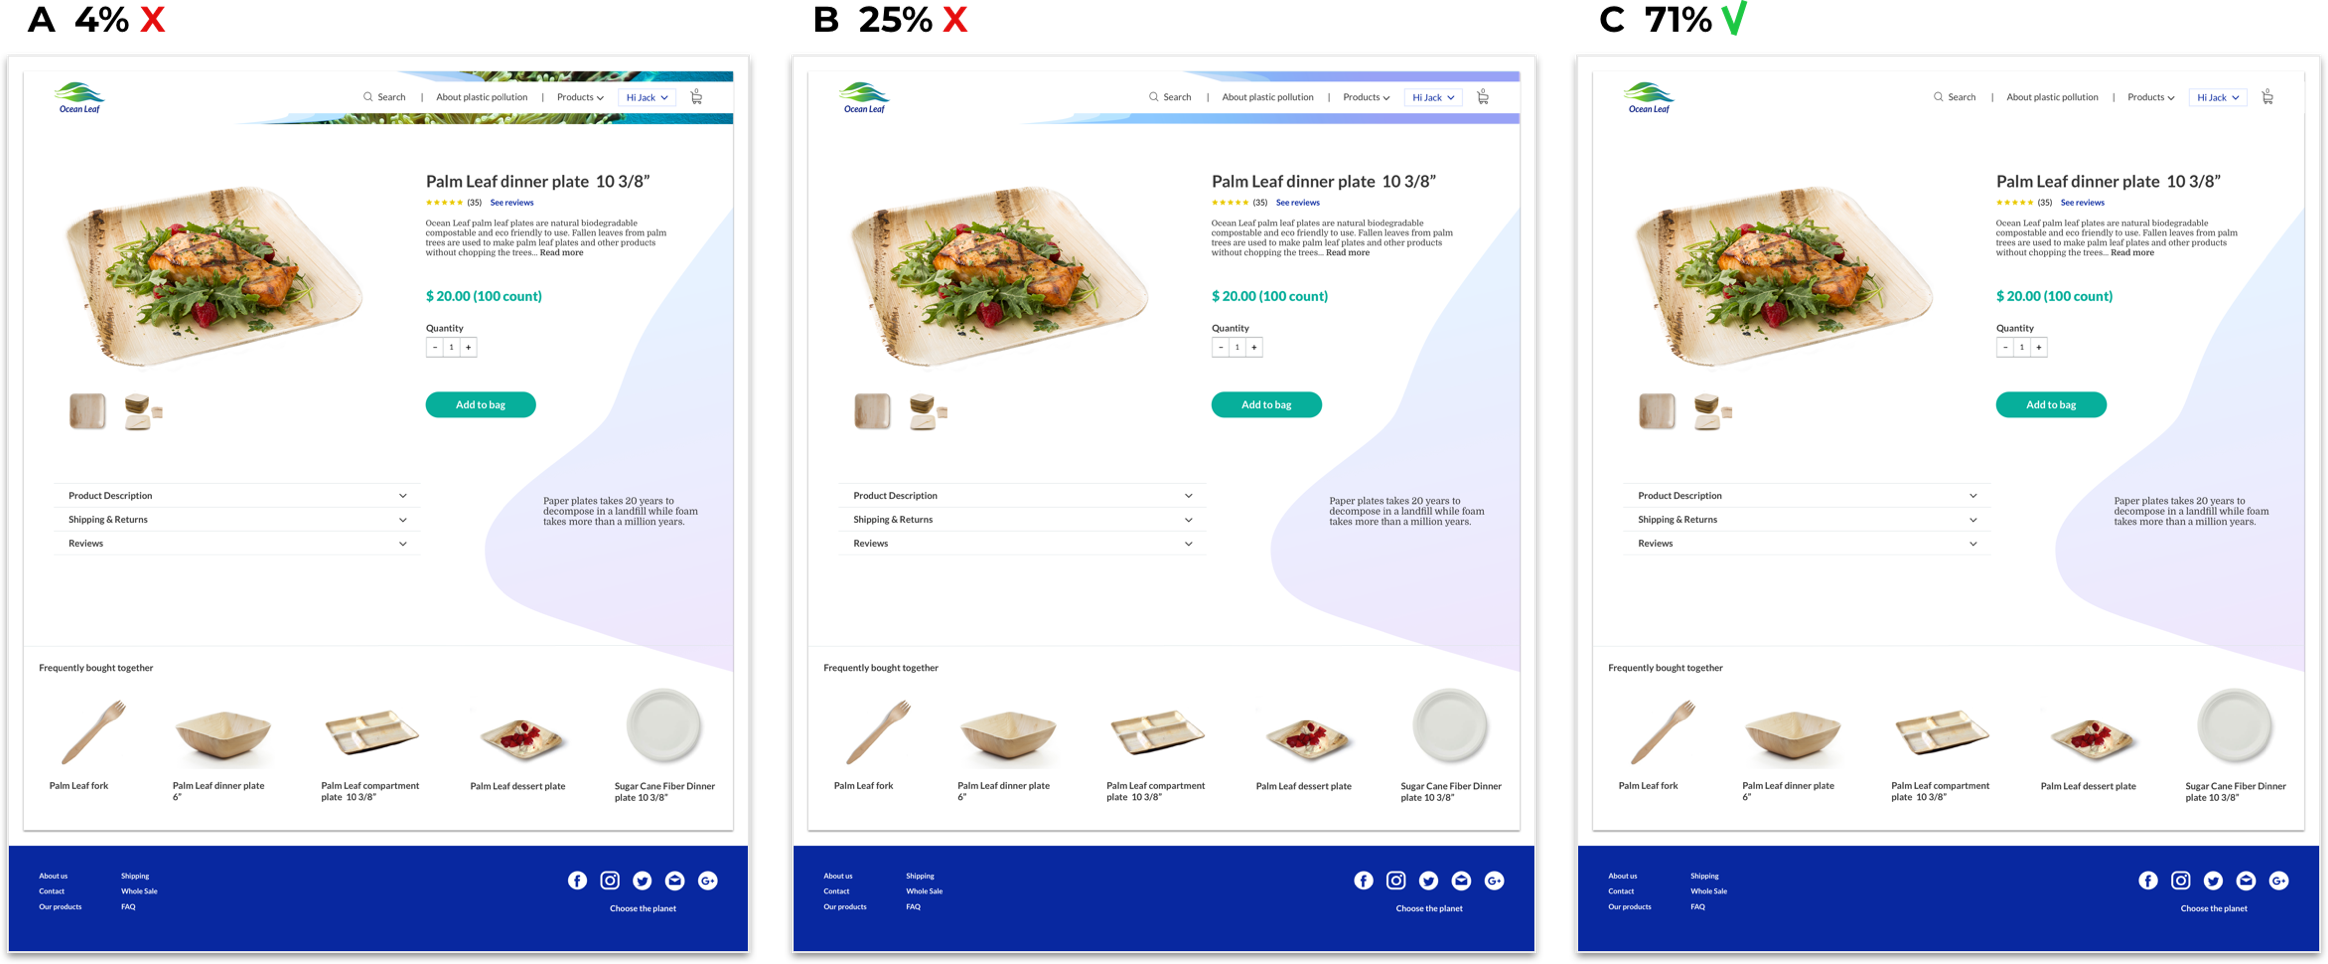 A 4% X
Ocean Leaf
Search | About plastic pollution | Products Hi Jack 0
Palm Leaf dinner plate 10 3/8”
(35) See reviews
Ocean Leaf palm leaf plates are natural biodegradable
compostable and eco friendly to use. Fallen leaves from palm
trees are used to make palm leaf plates and other products
without chopping the trees... Read more
$ 20.00 (100 count)
Quantity
- 1 +
Add to bag
Product Description
Shipping & Returns
Reviews
Paper plates takes 20 years to
decompose in a landfill while foam
takes more than a million years.
Frequently bought together
Palm Leaf fork
Palm Leaf dinner plate
6”
Palm Leaf compartment
plate 10 3/8”
Palm Leaf dessert plate
Sugar Cane Fiber Dinner
plate 10 3/8”
About us
Contact
Our products
Shipping
Whole Sale
FAQ
Choose the planet
B 25% X
Ocean Leaf
Search | About plastic pollution | Products Hi Jack 0
Palm Leaf dinner plate 10 3/8”
(35) See reviews
Ocean Leaf palm leaf plates are natural biodegradable
compostable and eco friendly to use. Fallen leaves from palm
trees are used to make palm leaf plates and other products
without chopping the trees... Read more
$ 20.00 (100 count)
Quantity
- 1 +
Add to bag
Product Description
Shipping & Returns
Reviews
Paper plates takes 20 years to
decompose in a landfill while foam
takes more than a million years.
Frequently bought together
Palm Leaf fork
Palm Leaf dinner plate
6”
Palm Leaf compartment
plate 10 3/8”
Palm Leaf dessert plate
Sugar Cane Fiber Dinner
plate 10 3/8”
About us
Contact
Our products
Shipping
Whole Sale
FAQ
Choose the planet
C 71% √
Ocean Leaf
Search | About plastic pollution | Products Hi Jack 0
Palm Leaf dinner plate 10 3/8”
(35) See reviews
Ocean Leaf palm leaf plates are natural biodegradable
compostable and eco friendly to use. Fallen leaves from palm
trees are used to make palm leaf plates and other products
without chopping the trees... Read more
$ 20.00 (100 count)
Quantity
- 1 +
Add to bag
Product Description
Shipping & Returns
Reviews
Paper plates takes 20 years to
decompose in a landfill while foam
takes more than a million years.
Frequently bought together
Palm Leaf fork
Palm Leaf dinner plate
6”
Palm Leaf compartment
plate 10 3/8”
Palm Leaf dessert plate
Sugar Cane Fiber Dinner
plate 10 3/8”
About us
Contact
Our products
Shipping
Whole Sale
FAQ
Choose the planet